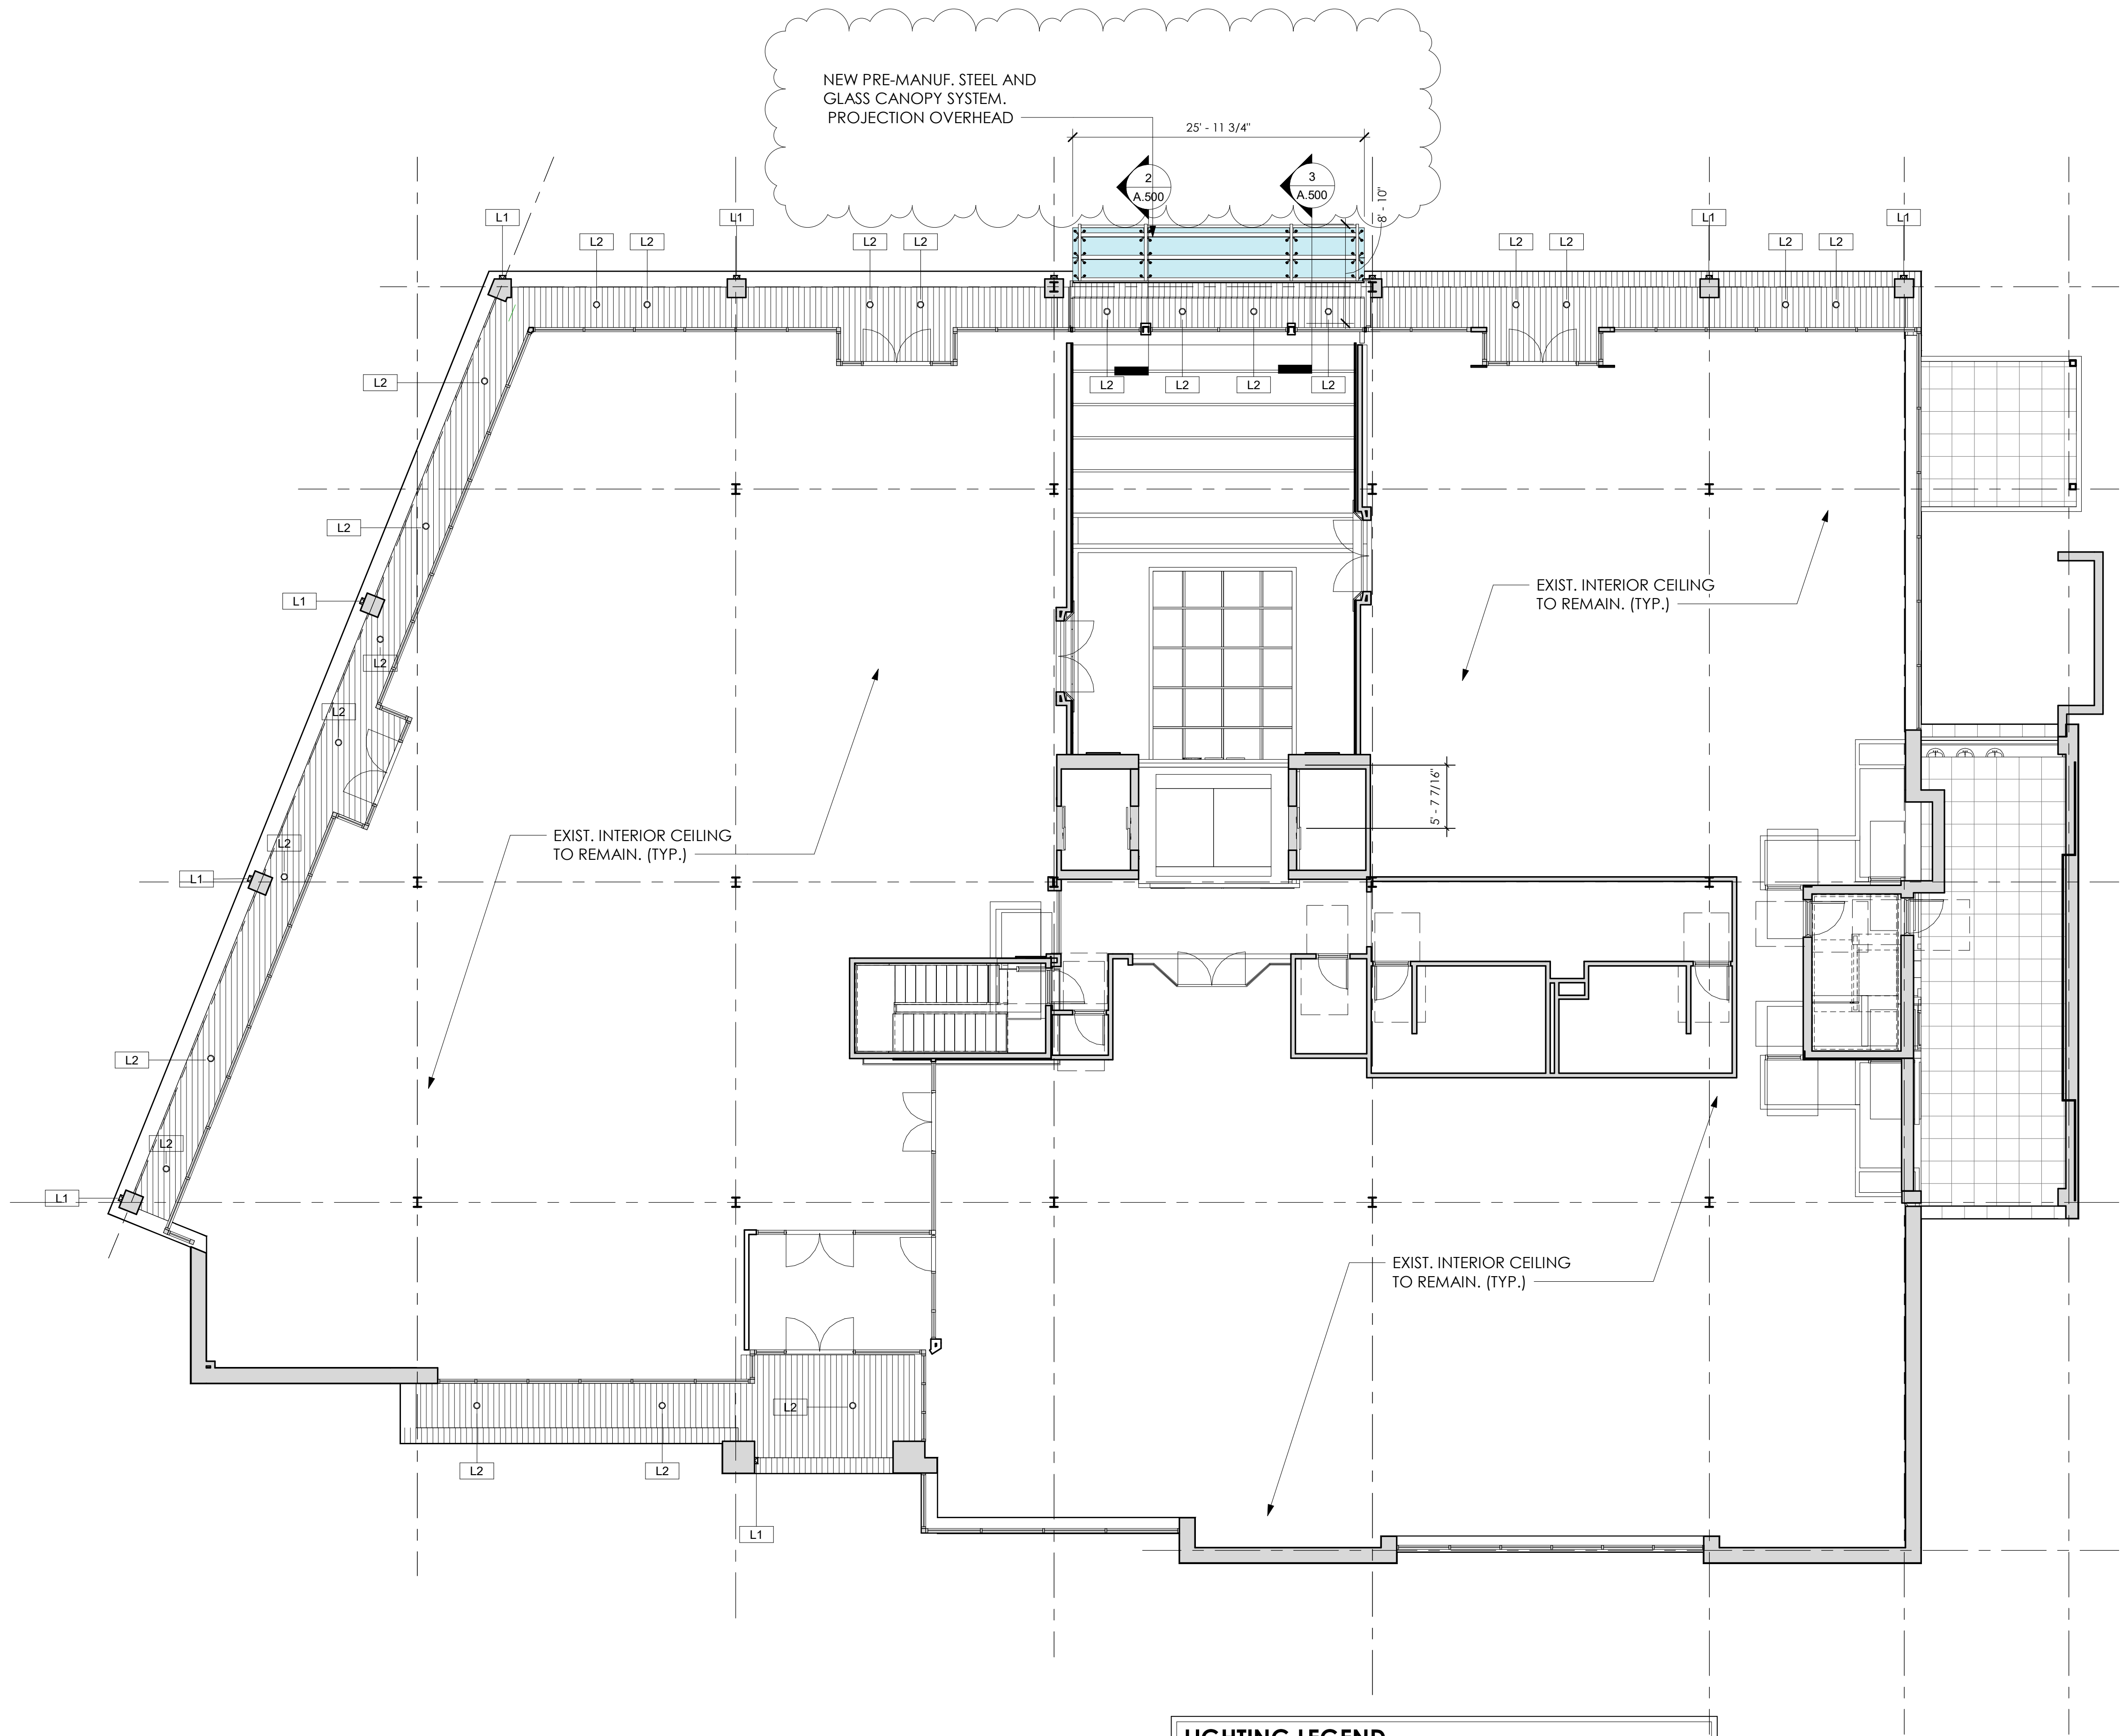 NEW PRE-MANUF. STEEL AND
GLASS CANOPY SYSTEM.
PROJECTION OVERHEAD
25' - 11 3/4"
2
A.500
3
A.500
8' - 10"
L1
L1
L1
L1
L2
L2
L2
L2
L2
L2
L2
L2
L2
L2
L2
L2
L2
L2
EXIST. INTERIOR CEILING
TO REMAIN. (TYP.)
L1
L2
L2
5' - 7 7/16"
EXIST. INTERIOR CEILING
TO REMAIN. (TYP.)
L2
L1
L2
L2
L1
EXIST. INTERIOR CEILING
TO REMAIN. (TYP.)
L2
L2
L2
L1
LIGHTING LEGEND